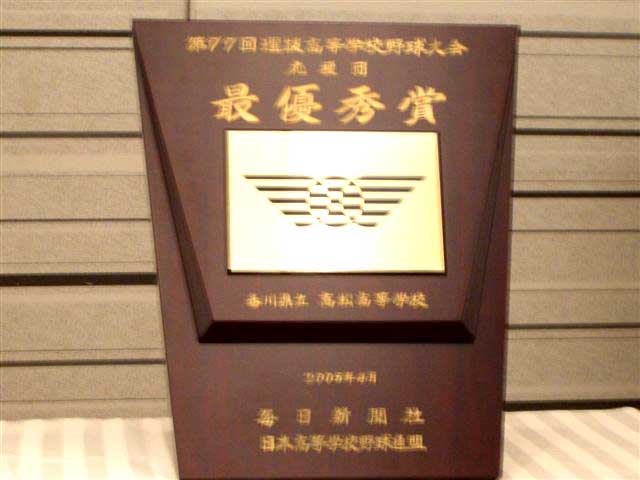 第77回選抜高等学校野球大会
応援団
最優秀賞
香川県立 高松高等学校
2005年4月
毎日新聞社
日本高等学校野球連盟